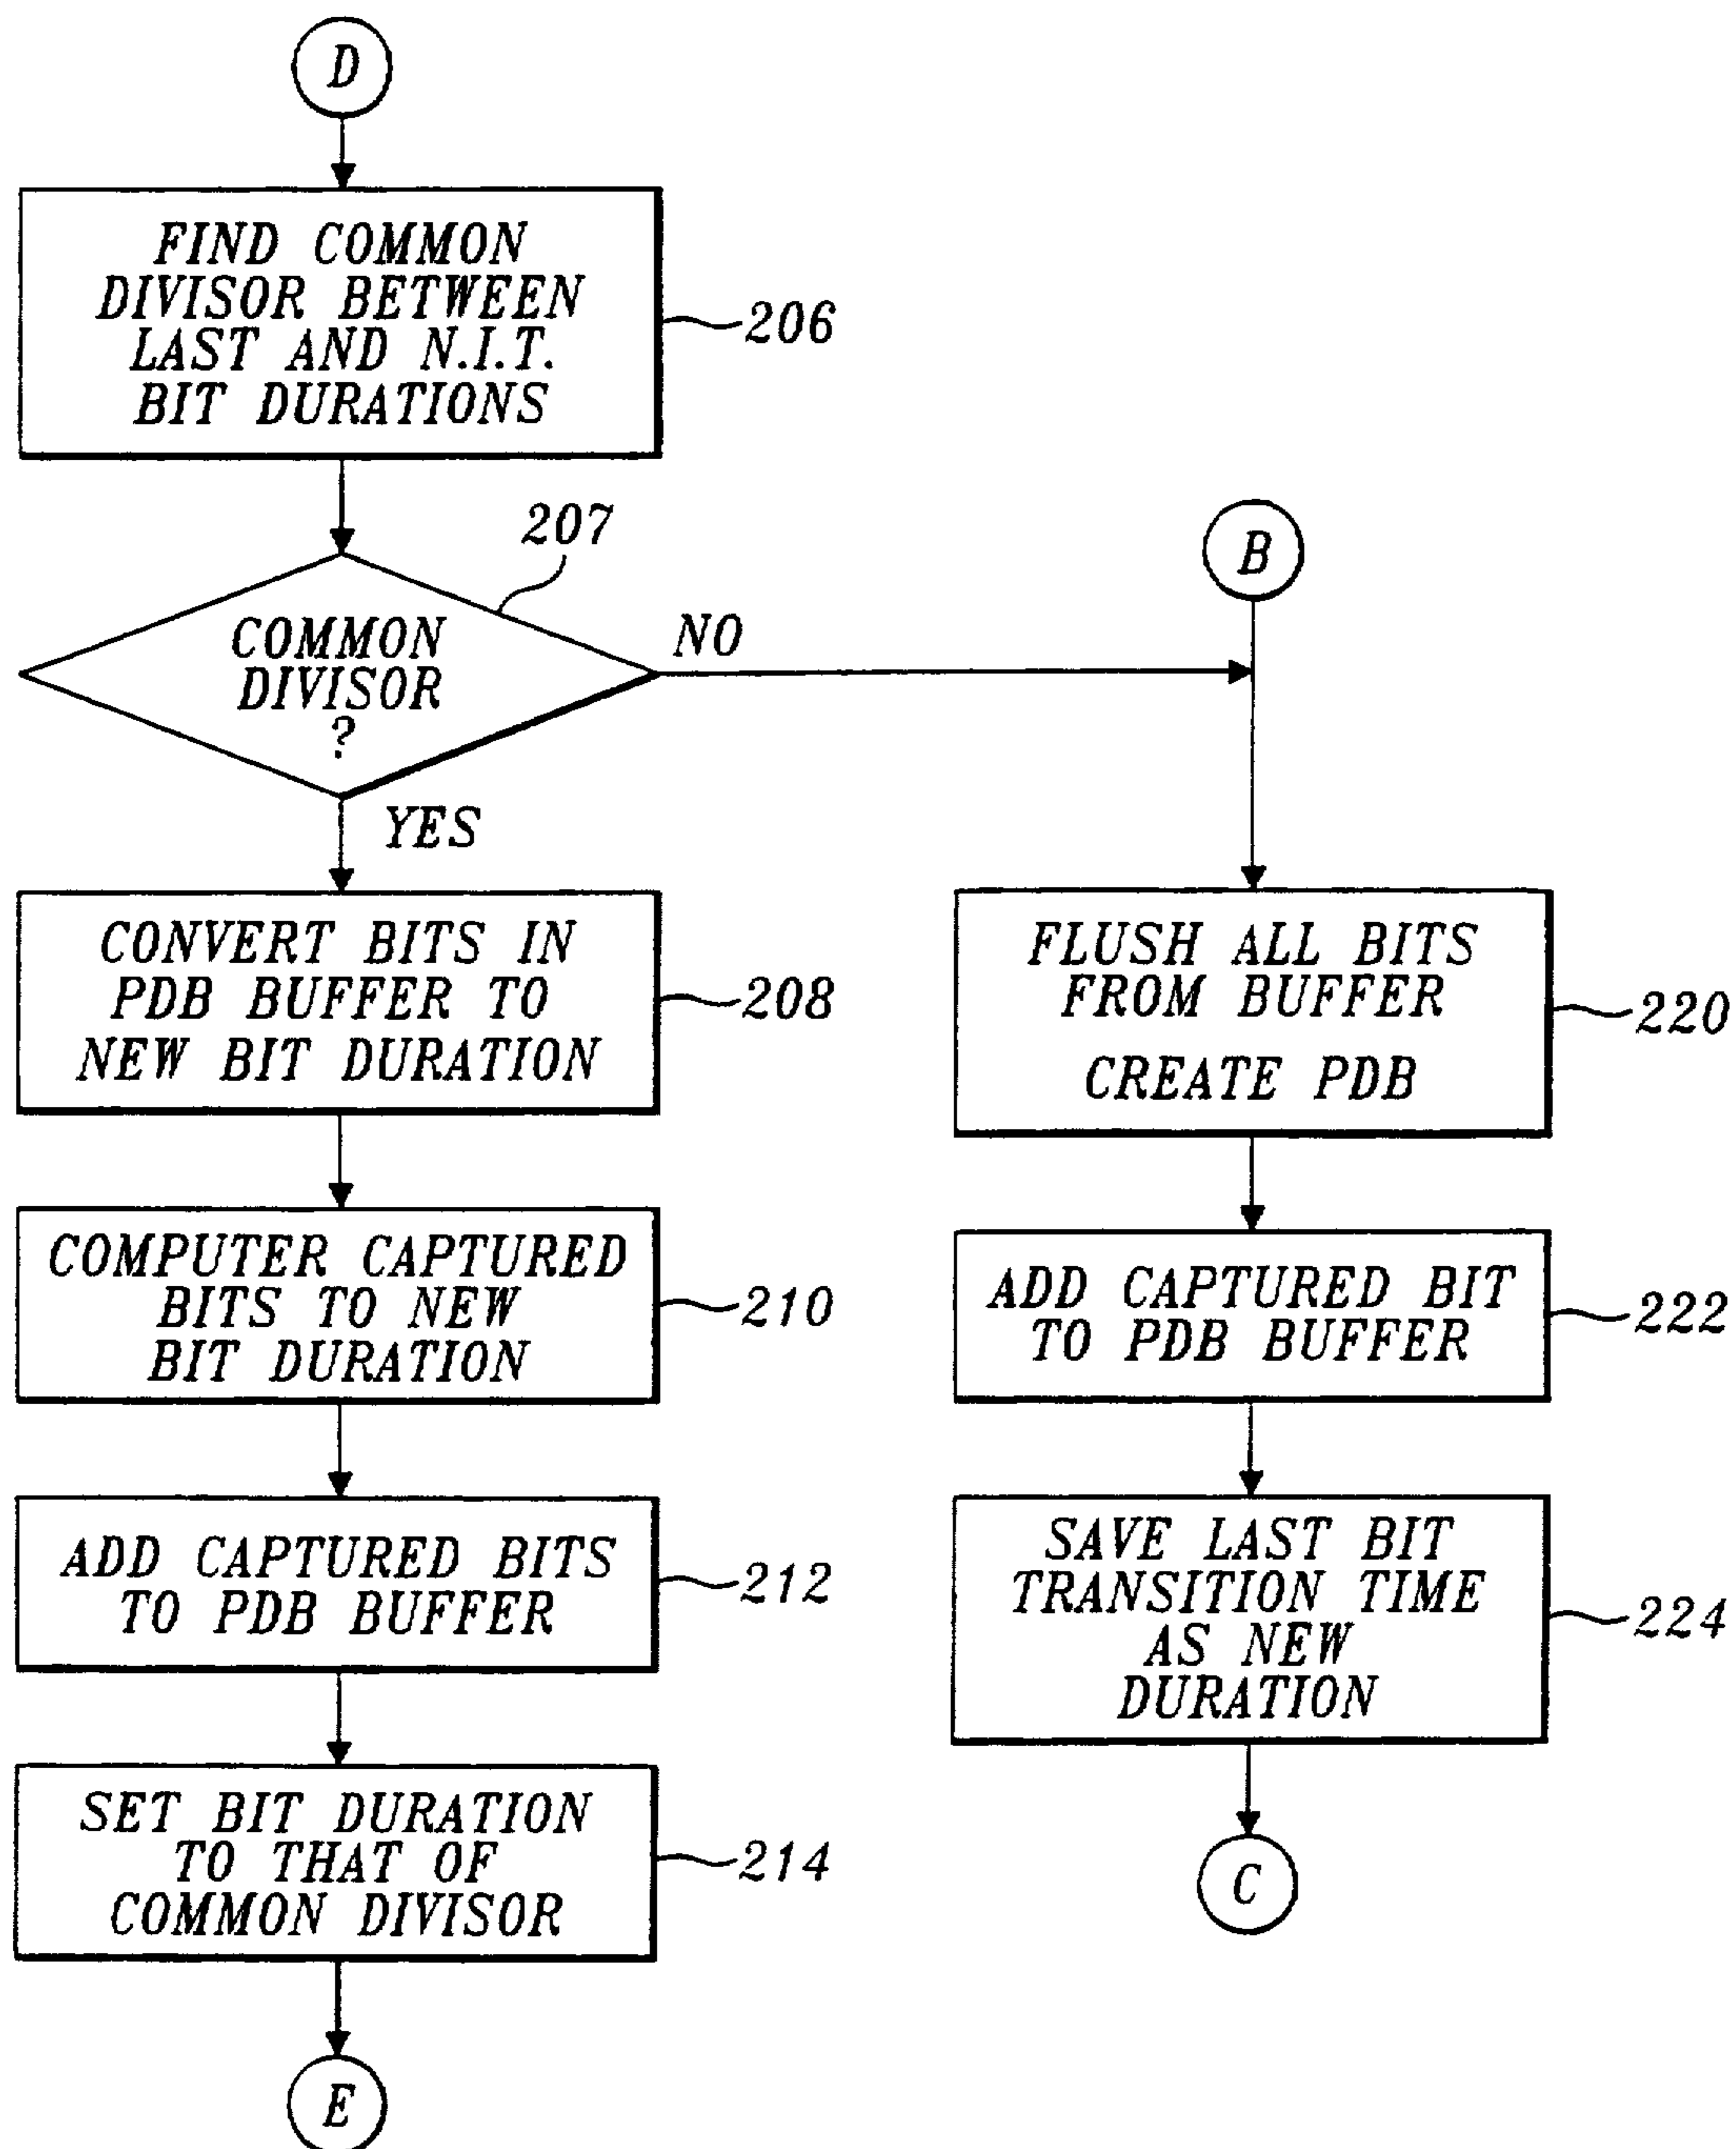 D
FIND COMMON
DIVISOR BETWEEN
LAST AND N.I.T.
BIT DURATIONS
206
207
COMMON
DIVISOR
?
NO
YES
B
CONVERT BITS IN
PDB BUFFER TO
NEW BIT DURATION
208
COMPUTER CAPTURED
BITS TO NEW
BIT DURATION
210
ADD CAPTURED BITS
TO PDB BUFFER
212
SET BIT DURATION
TO THAT OF
COMMON DIVISOR
214
E
FLUSH ALL BITS
FROM BUFFER
CREATE PDB
220
ADD CAPTURED BIT
TO PDB BUFFER
222
SAVE LAST BIT
TRANSITION TIME
AS NEW
DURATION
224
C